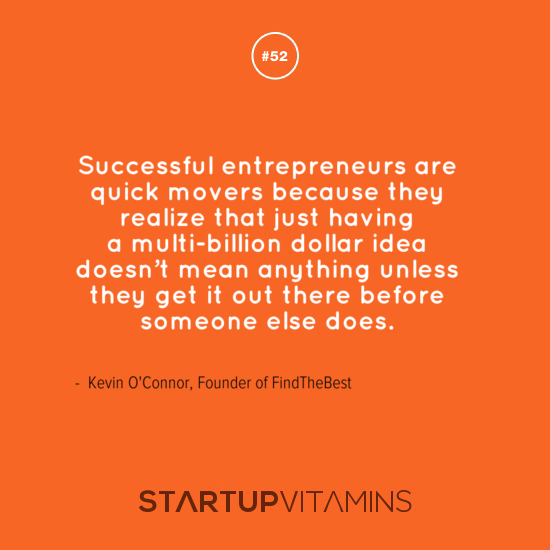 #52
Successful entrepreneurs are
quick movers because they
realize that just having
a multi-billion dollar idea
doesn't mean anything unless
they get it out there before
someone else does.
- Kevin O'Connor, Founder of FindTheBest
STARTUPVITAMINS